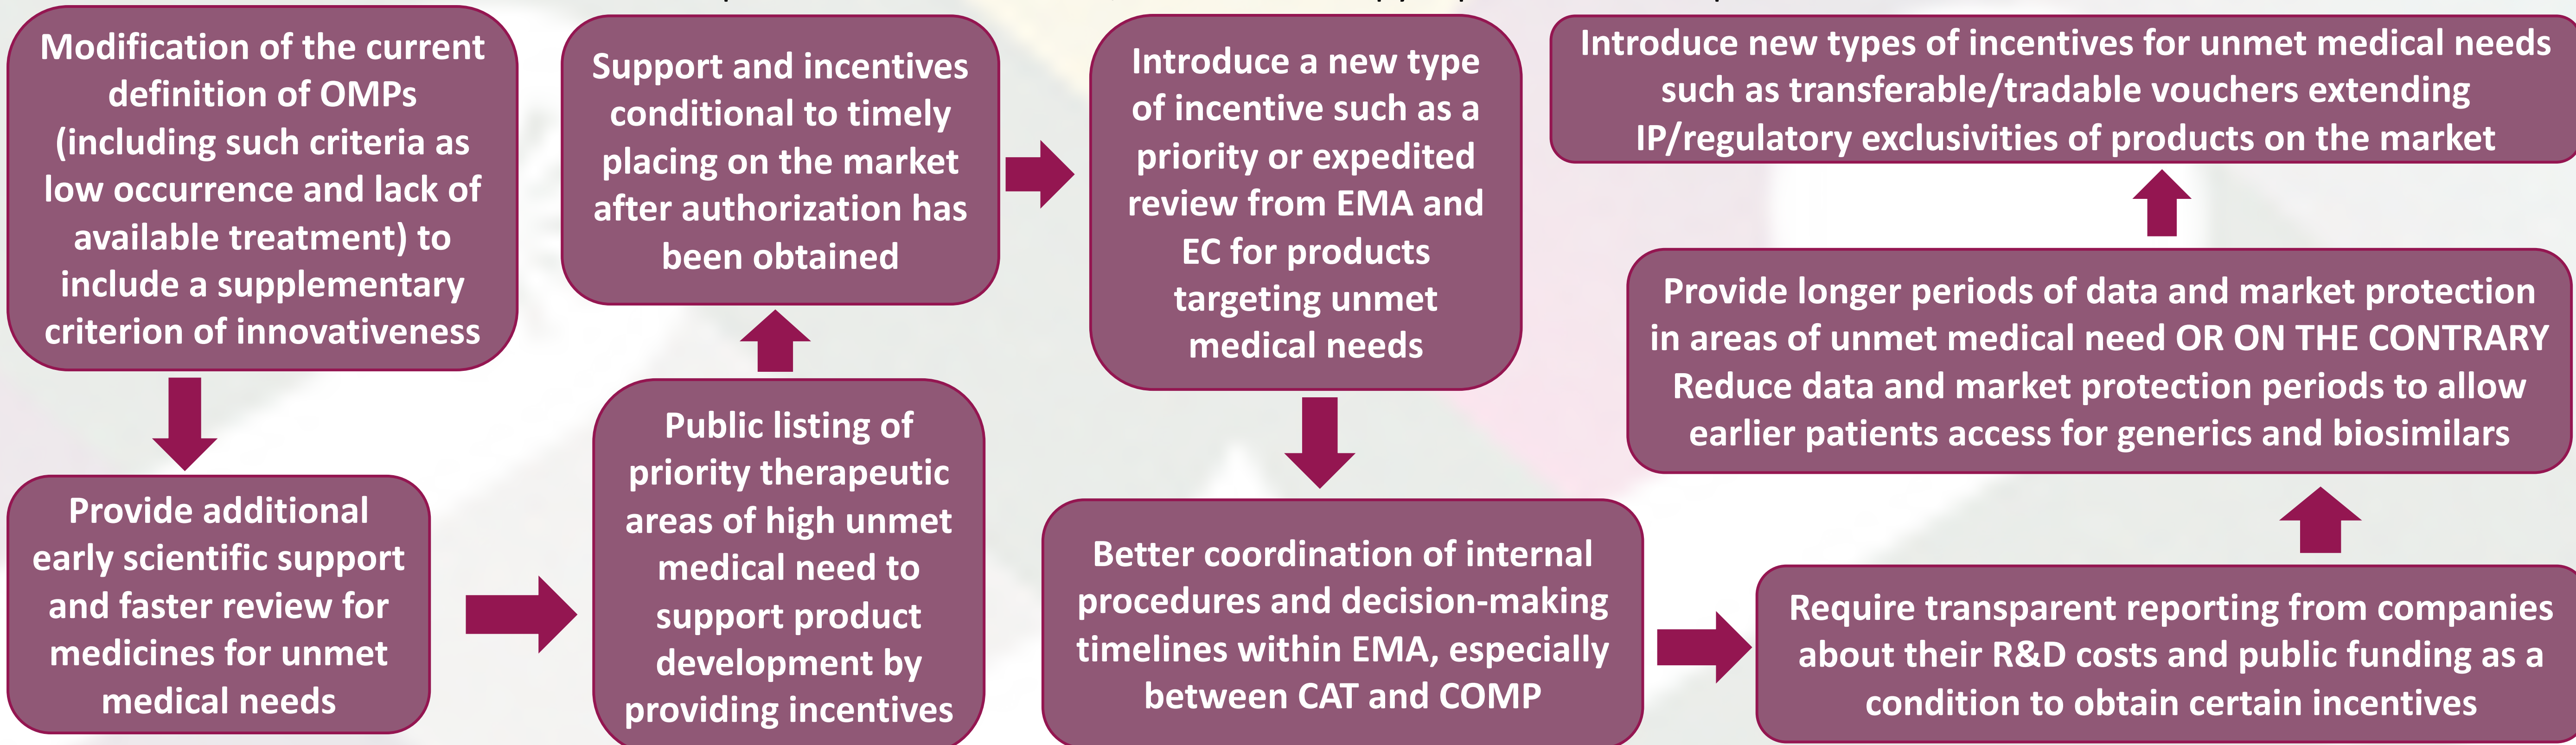 Modification of the current
definition of OMPs
(including such criteria as
low occurrence and lack of
available treatment) to
include a supplementary
criterion of innovativeness
Provide additional
early scientific support
and faster review for
medicines for unmet
medical needs
Public listing of
priority therapeutic
areas of high unmet
medical need to
support product
development by
providing incentives
Support and incentives
conditional to timely
placing on the market
after authorization has
been obtained
Introduce a new type
of incentive such as a
priority or expedited
review from EMA and
EC for products
targeting unmet
medical needs
Better coordination of internal
procedures and decision-making
timelines within EMA, especially
between CAT and COMP
Require transparent reporting from companies
about their R&D costs and public funding as a
condition to obtain certain incentives
Provide longer periods of data and market protection
in areas of unmet medical need OR ON THE CONTRARY
Reduce data and market protection periods to allow
earlier patients access for generics and biosimilars
Introduce new types of incentives for unmet medical needs
such as transferable/tradable vouchers extending
IP/regulatory exclusivities of products on the market